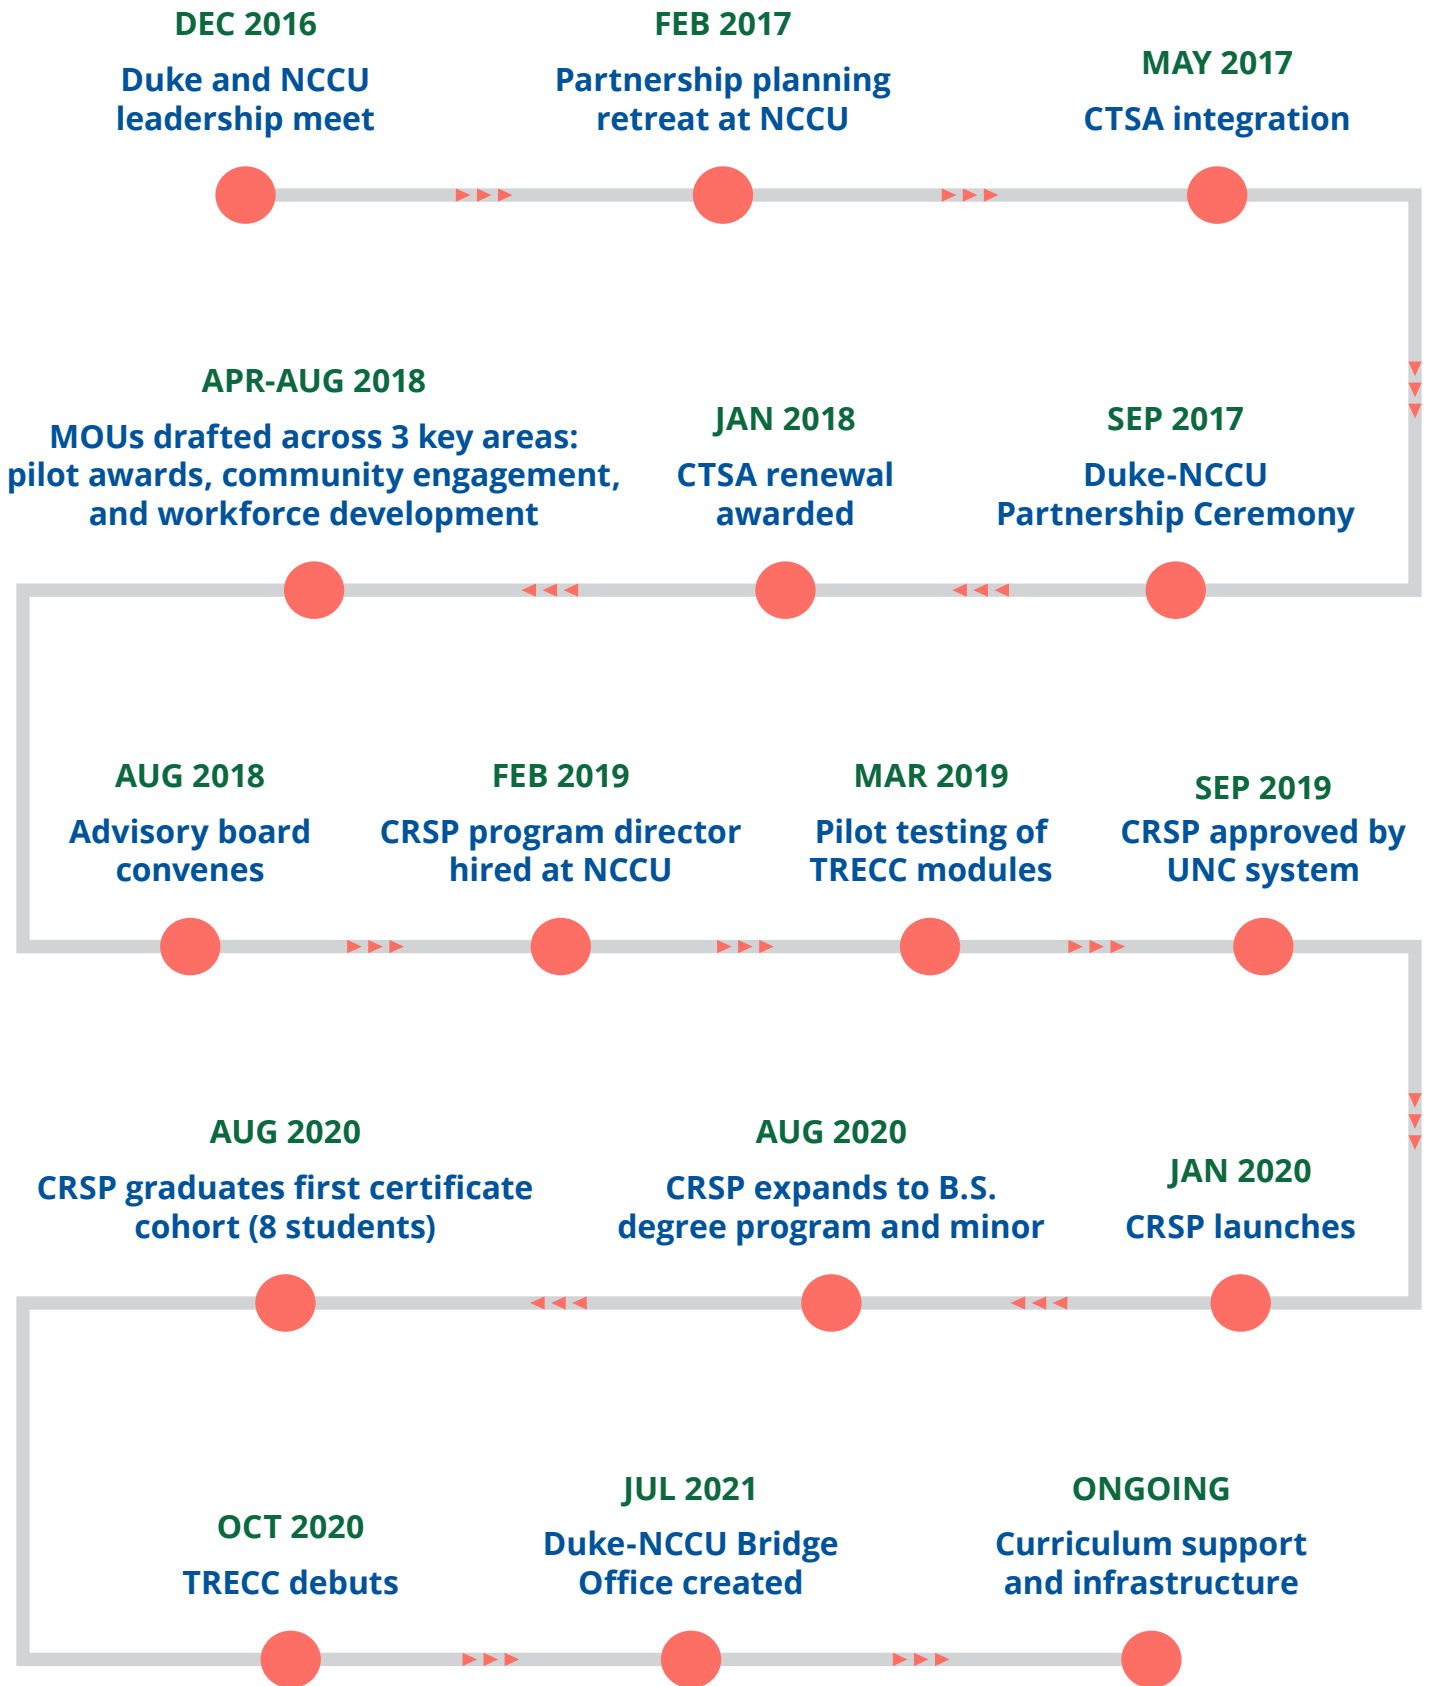 DEC 2016
Duke and NCCU
leadership meet
FEB 2017
Partnership planning
retreat at NCCU
MAY 2017
CTSA integration
SEP 2017
Duke-NCCU
Partnership Ceremony
JAN 2018
CTSA renewal
awarded
APR-AUG 2018
MOUs drafted across 3 key areas:
pilot awards, community engagement,
and workforce development
AUG 2018
Advisory board
convenes
FEB 2019
CRSP program director
hired at NCCU
MAR 2019
Pilot testing of
TRECC modules
SEP 2019
CRSP approved by
UNC system
JAN 2020
CRSP launches
AUG 2020
CRSP expands to B.S.
degree program and minor
AUG 2020
CRSP graduates first certificate
cohort (8 students)
OCT 2020
TRECC debuts
JUL 2021
Duke-NCCU Bridge
Office created
ONGOING
Curriculum support
and infrastructure